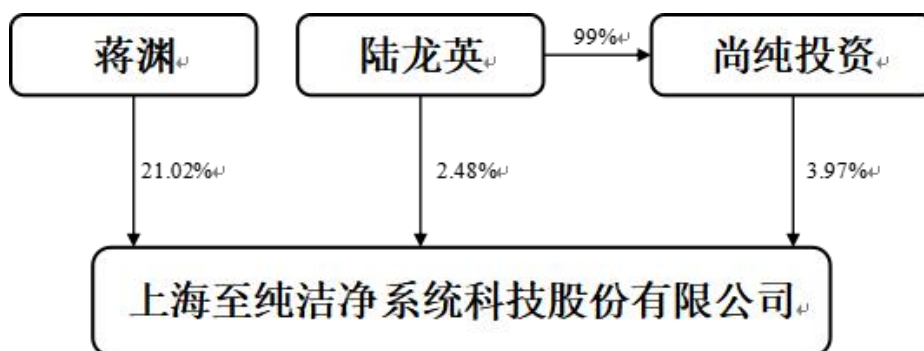 蒋渊
陆龙英
99%
尚纯投资
21.02%
2.48%
3.97%
上海至纯洁净系统科技股份有限公司